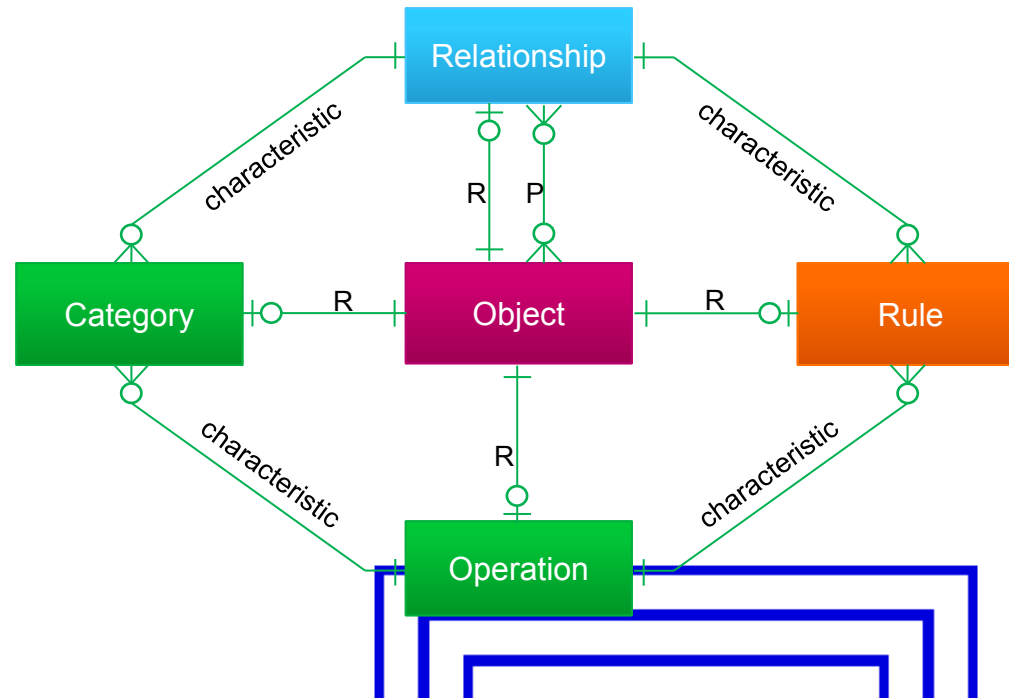 Relationship
characteristic
characteristic
R
P
Category
R
Object
R
Rule
characteristic
R
characteristic
Operation